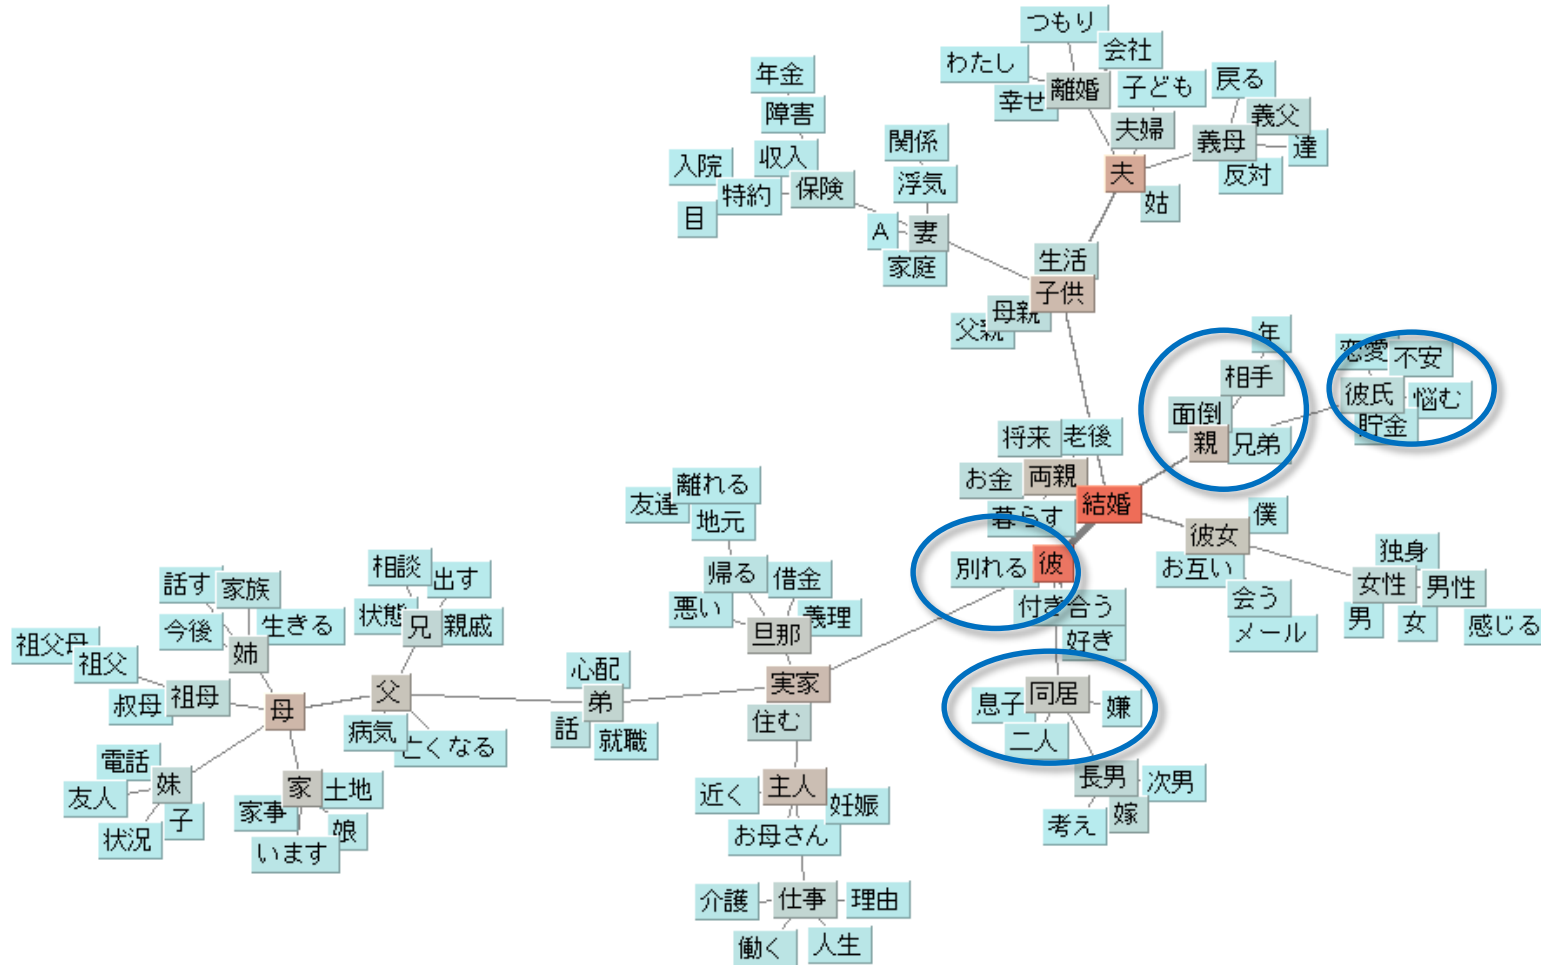 つもり
わたし
会社
幸せ
離婚
子ども
戻る
夫婦
義父
義母
達
反対
夫
姑
年金
障害
収入
入院
特約
保険
目
関係
浮気
A
妻
家庭
生活
子供
母親
父親
年
相手
面倒
親
兄弟
恋愛
不安
彼氏
悩む
貯金
将来
老後
お金
両親
結婚
暮らす
別れる
彼
付き合う
好き
僕
彼女
お互い
会う
メール
独身
女性
男性
男
女
感じる
息子
同居
嫌
二人
長男
次男
考え
嫁
離れる
友達
地元
帰る
借金
悪い
義理
旦那
実家
住む
主人
近く
妊娠
お母さん
介護
仕事
理由
働く
人生
心配
弟
話
就職
相談
出す
状態
兄
親戚
父
病気
亡くなる
話す
家族
今後
生きる
姉
祖父母
祖父
叔母
祖母
母
電話
友人
妹
状況
子
家
土地
家事
娘
います